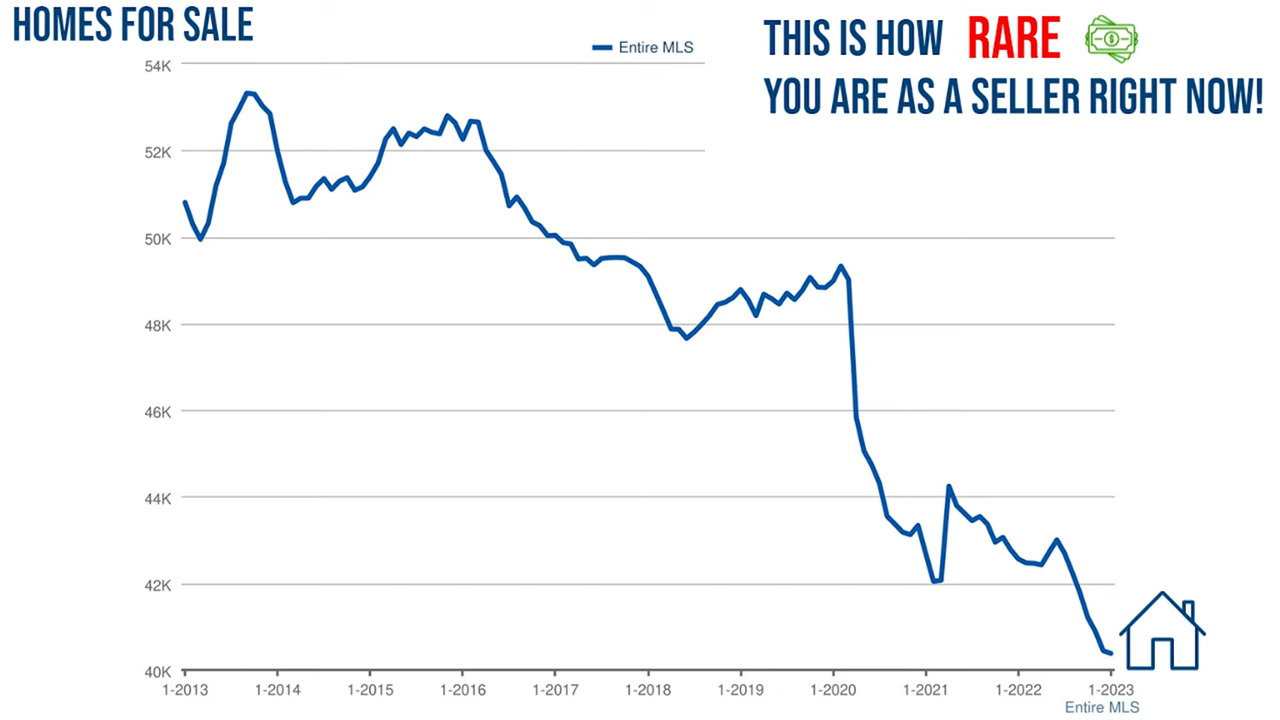 HOMES FOR SALE
THIS IS HOW RARE
YOU ARE AS A SELLER RIGHT NOW!
Entire MLS
54K
52K
50K
48K
46K
44K
42K
40K
1-2013 1-2014 1-2015 1-2016 1-2017 1-2018 1-2019 1-2020 1-2021 1-2022 1-2023
Entire MLS